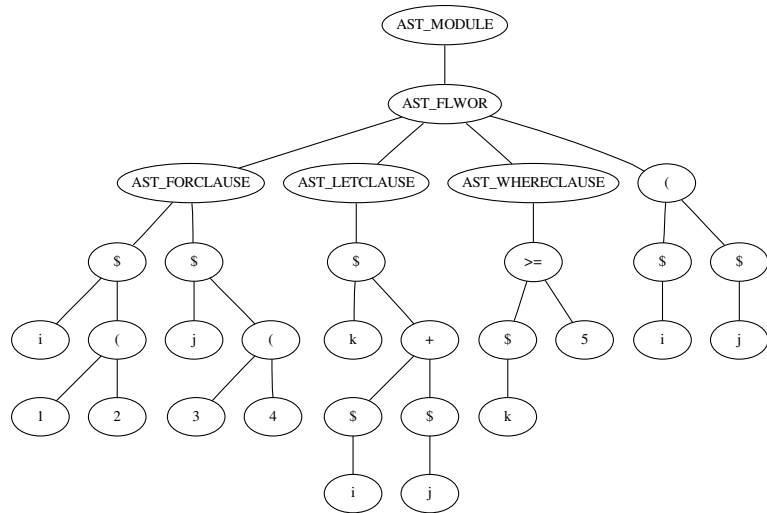 AST_MODULE
AST_FLWOR
AST_FORCLAUSE AST_LETCLAUSE AST_WHERECLAUSE (
$ $ $ >= $ $
i ( j ( k + $ 5 i j
1 2 3 4 $ $ k
i j